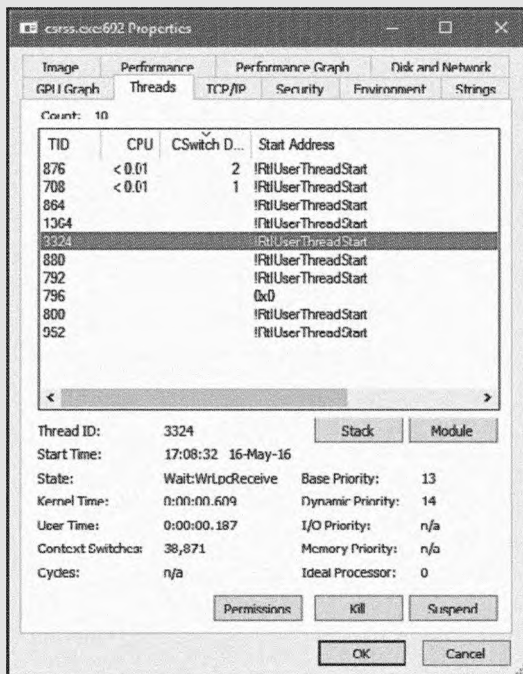 csrss.exe:692 Properties
Image Performance Performance Graph Disk and Network
GPU Graph Threads TCP/IP Security Environment Strings
Count: 10
TID CPU CSwitch D... Start Address
876 < 0.01 2 !RtlUserThreadStart
708 < 0.01 1 !RtlUserThreadStart
864 !RtlUserThreadStart
1364 !RtlUserThreadStart
3324 !RtlUserThreadStart
880 !RtlUserThreadStart
792 !RtlUserThreadStart
796 0x0
800 !RtlUserThreadStart
952 !RtlUserThreadStart
Thread ID: 3324 Stack Module
Start Time: 17:08:32 16-May-16
State: Wait:WrLpcReceive Base Priority: 13
Kernel Time: 0:00:00.609 Dynamic Priority: 14
User Time: 0:00:00.187 I/O Priority: n/a
Context Switches: 38,871 Memory Priority: n/a
Cycles: n/a Ideal Processor: 0
Permissions Kill Suspend
OK Cancel